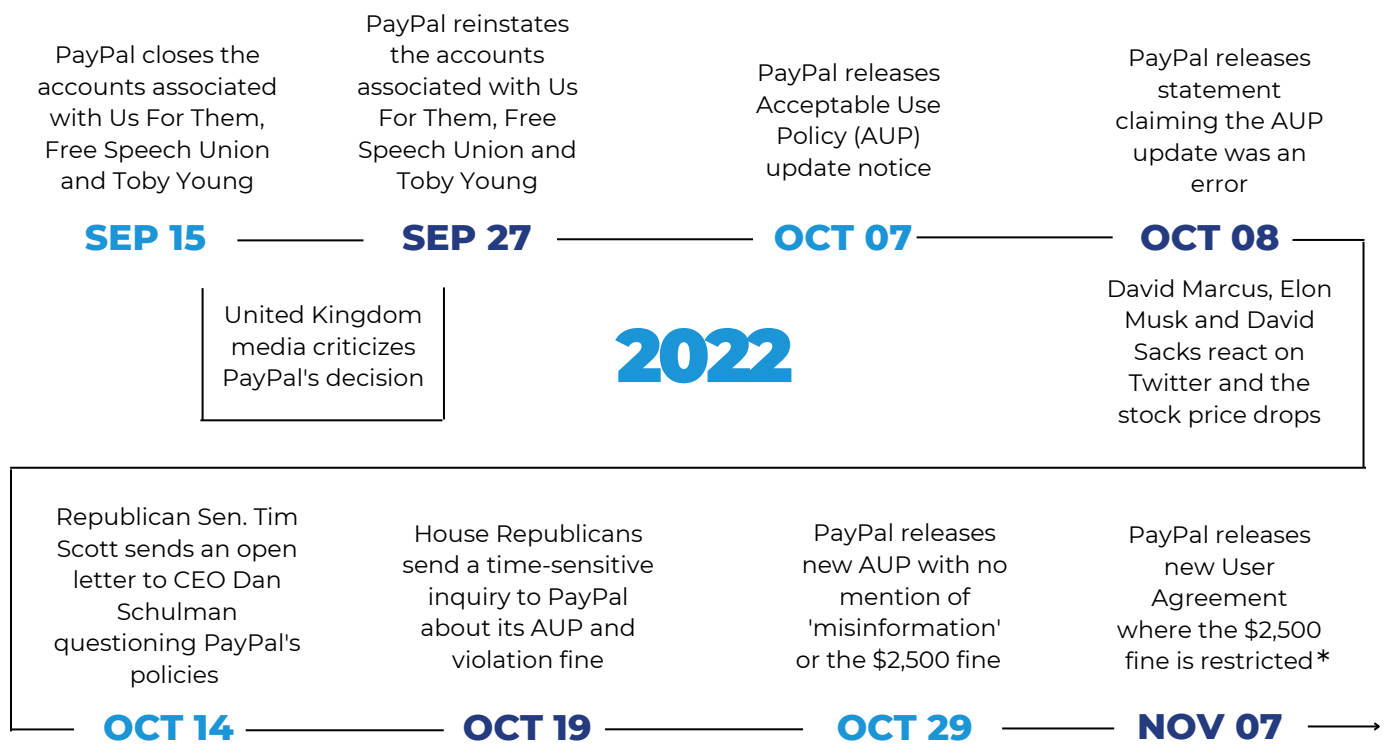 PayPal closes the
accounts associated
with Us For Them,
Free Speech Union
and Toby Young
SEP 15
PayPal reinstates
the accounts
associated with Us
For Them, Free
Speech Union and
Toby Young
SEP 27
United Kingdom
media criticizes
PayPal's decision
PayPal releases
Acceptable Use
Policy (AUP)
update notice
OCT 07
PayPal releases
statement
claiming the AUP
update was an
error
OCT 08
David Marcus, Elon
Musk and David
Sacks react on
Twitter and the
stock price drops
2022
Republican Sen. Tim
Scott sends an open
letter to CEO Dan
Schulman
questioning PayPal's
policies
OCT 14
House Republicans
send a time-sensitive
inquiry to PayPal
about its AUP and
violation fine
OCT 19
PayPal releases
new AUP with no
mention of
'misinformation'
or the $2,500 fine
OCT 29
PayPal releases
new User
Agreement
where the $2,500
fine is restricted*
NOV 07